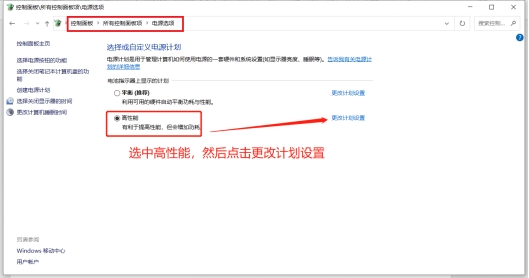 控制面板\所有控制面板项\电源选项
控制面板 > 所有控制面板项 > 电源选项
搜索控制...
控制面板主页
选择电源按钮的功能
选择关闭笔记本计算机盖的功能
创建电源计划
选择关闭显示器的时间
更改计算机睡眠时间
选择或自定义电源计划
电源计划是用于管理计算机如何使用电源的一套硬件和系统设置(如显示器亮度、睡眠等)。告诉我有关电源计划的详细信息
电池指示器上显示的计划
平衡 (推荐) 更改计划设置
利用可用的硬件自动平衡功耗与性能。
高性能 更改计划设置
有利于提高性能，但会增加功耗。
选中高性能，然后点击更改计划设置
另请参阅
Windows 移动中心
用户帐户